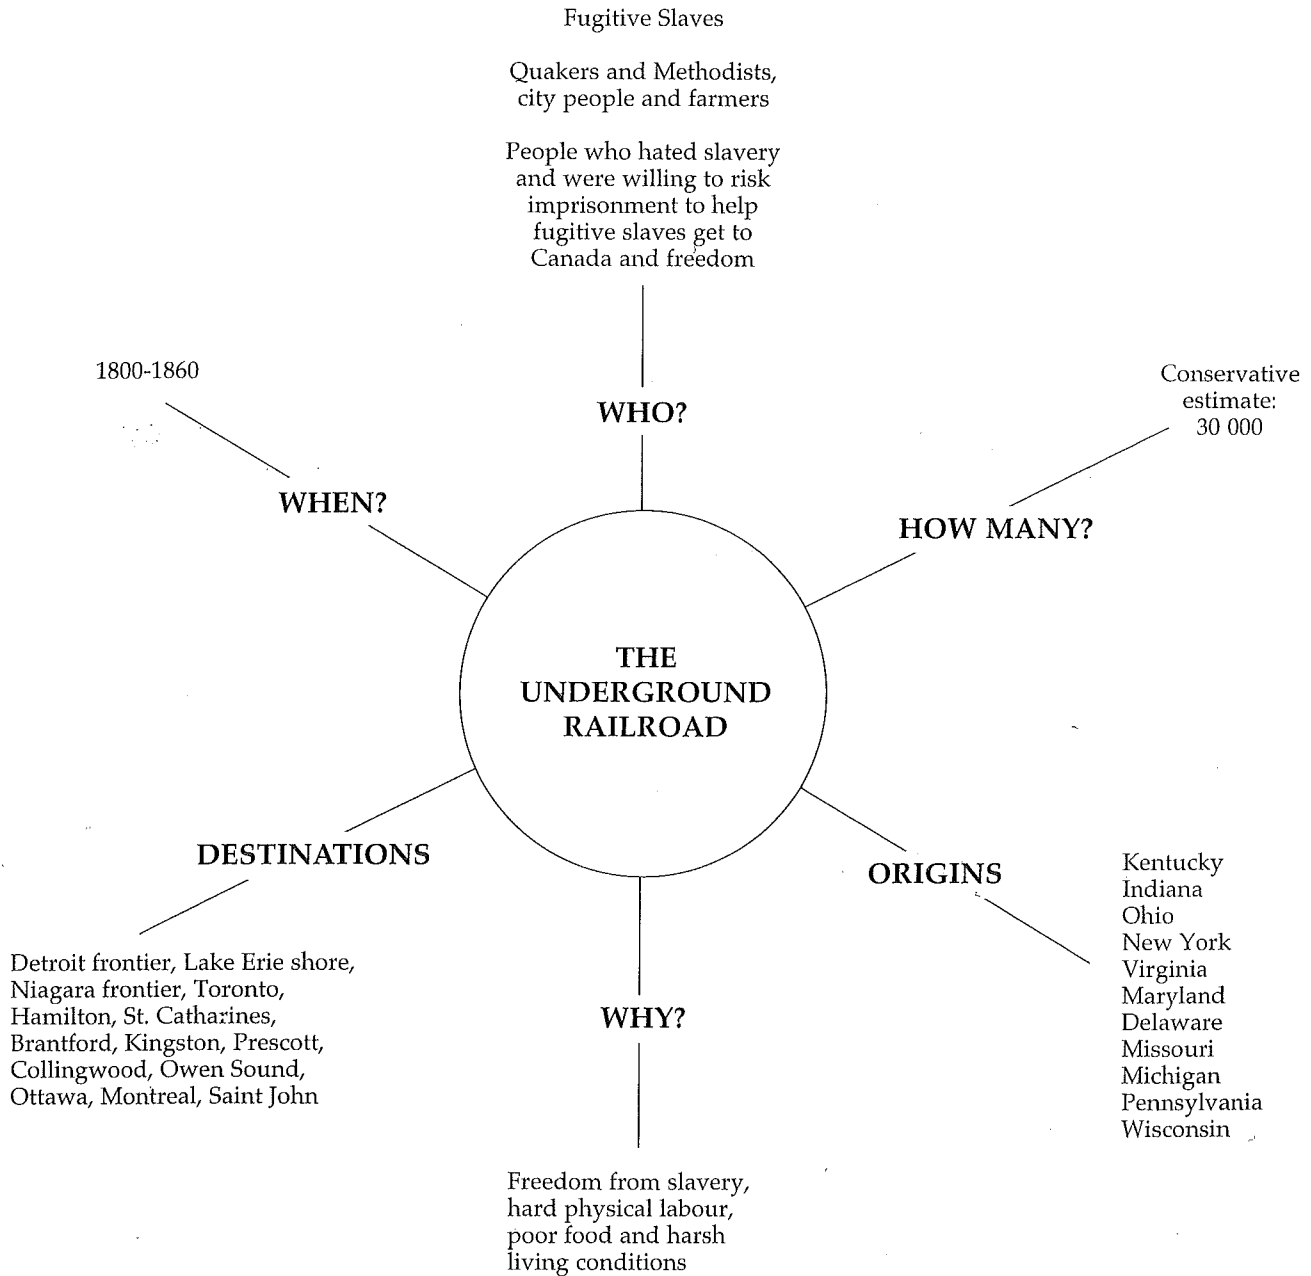 Fugitive Slaves
Quakers and Methodists,
city people and farmers
People who hated slavery
and were willing to risk
imprisonment to help
fugitive slaves get to
Canada and freedom
WHO?
1800-1860
WHEN?
Conservative
estimate:
30 000
HOW MANY?
THE
UNDERGROUND
RAILROAD
DESTINATIONS
Detroit frontier, Lake Erie shore,
Niagara frontier, Toronto,
Hamilton, St. Catharines,
Brantford, Kingston, Prescott,
Collingwood, Owen Sound,
Ottawa, Montreal, Saint John
ORIGINS
Kentucky
Indiana
Ohio
New York
Virginia
Maryland
Delaware
Missouri
Michigan
Pennsylvania
Wisconsin
WHY?
Freedom from slavery,
hard physical labour,
poor food and harsh
living conditions